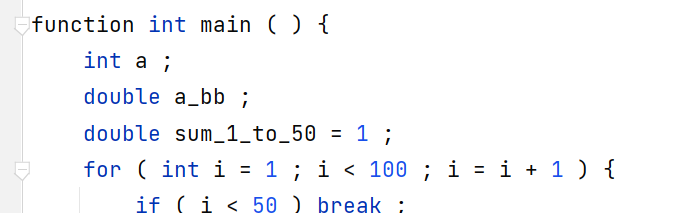 function int main ( ) {
int a ;
double a_bb ;
double sum_1_to_50 = 1 ;
for ( int i = 1 ; i < 100 ; i = i + 1 ) {
if ( i < 50 ) break ;